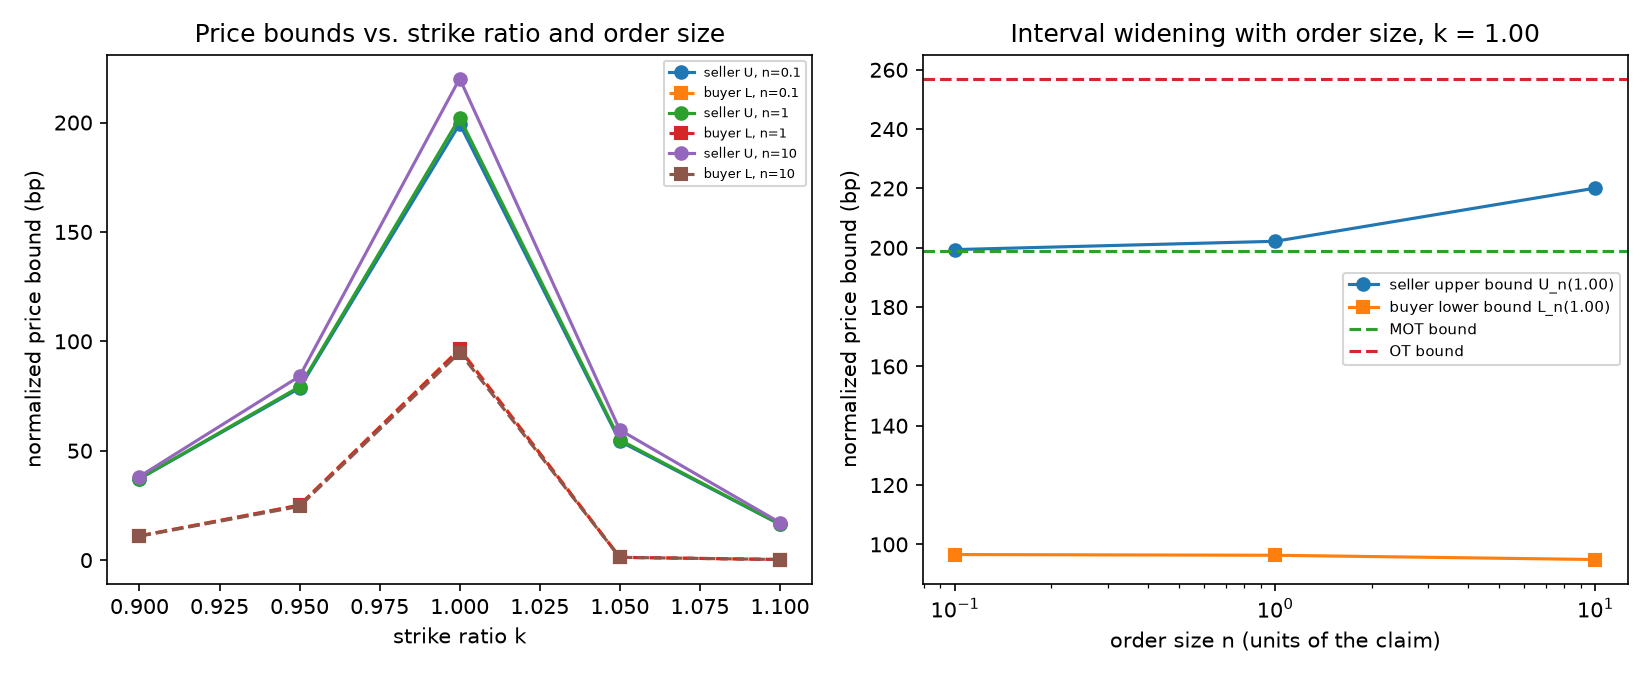 Price bounds vs. strike ratio and order size
normalized price bound (bp)
200
150
100
50
0
seller U, n=0.1
buyer L, n=0.1
seller U, n=1
buyer L, n=1
seller U, n=10
buyer L, n=10
0.900 0.925 0.950 0.975 1.000 1.025 1.050 1.075 1.100
strike ratio k
Interval widening with order size, k = 1.00
normalized price bound (bp)
260
240
220
200
180
160
140
120
100
seller upper bound U_n(1.00)
buyer lower bound L_n(1.00)
MOT bound
OT bound
10⁻¹ 10⁰ 10¹
order size n (units of the claim)